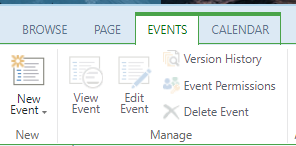 BROWSE PAGE EVENTS CALENDAR
New Event
View Event
Edit Event
Version History
Event Permissions
Delete Event
New Manage